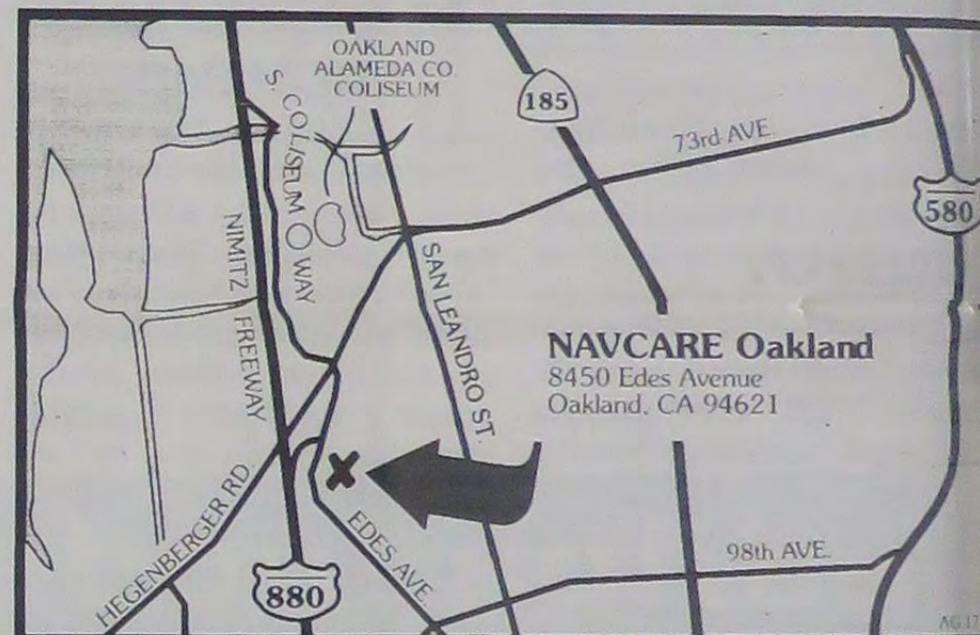 OAKLAND
ALAMEDA CO.
COLISEUM
185
S. COLISEUM WAY
73rd AVE.
580
NIMITZ FREEWAY
SAN LEANDRO ST.
NAVCARE Oakland
8450 Edes Avenue
Oakland, CA 94621
HEGENBERGER RD.
EDES AVE.
98th AVE.
880